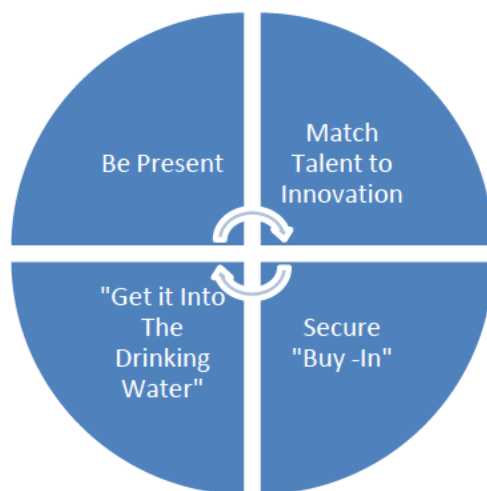 Be Present
Match
Talent to
Innovation
"Get it Into
The
Drinking
Water"
Secure
"Buy -In"